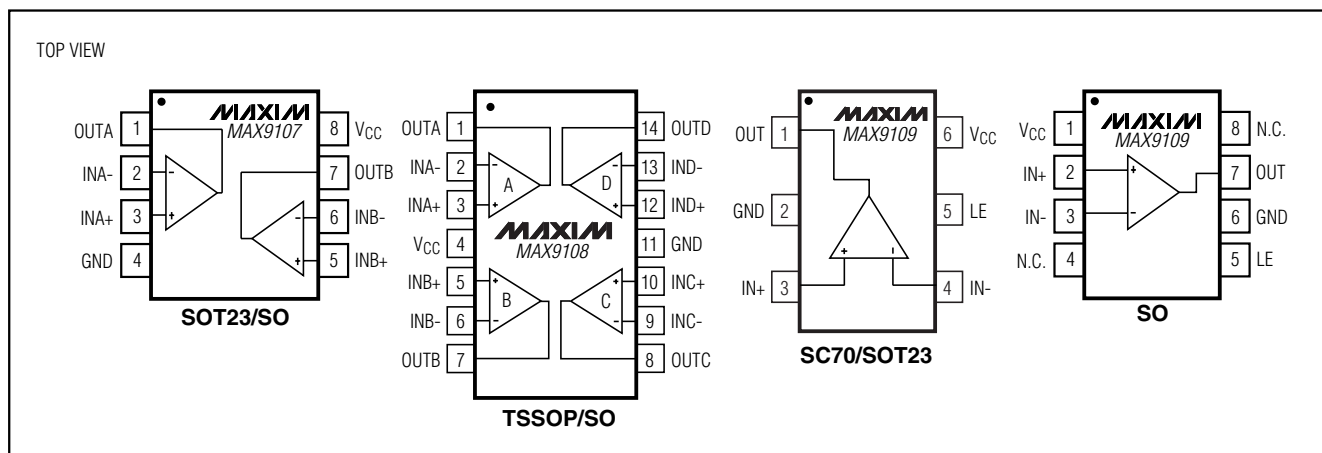 TOP VIEW
MAXIM
MAX9107
OUTA 1
INA- 2
INA+ 3
GND 4
8 VCC
7 OUTB
6 INB-
5 INB+
- +
- +
SOT23/SO
MAXIM
MAX9108
OUTA 1
INA- 2
INA+ 3
VCC 4
INB+ 5
INB- 6
OUTB 7
14 OUTD
13 IND-
12 IND+
11 GND
10 INC+
9 INC-
8 OUTC
- A +
- D +
+ B -
+ C -
TSSOP/SO
MAXIM
MAX9109
OUT 1
GND 2
IN+ 3
6 VCC
5 LE
4 IN-
+ -
SC70/SOT23
MAXIM
MAX9109
VCC 1
IN+ 2
IN- 3
N.C. 4
8 N.C.
7 OUT
6 GND
5 LE
+ -
SO